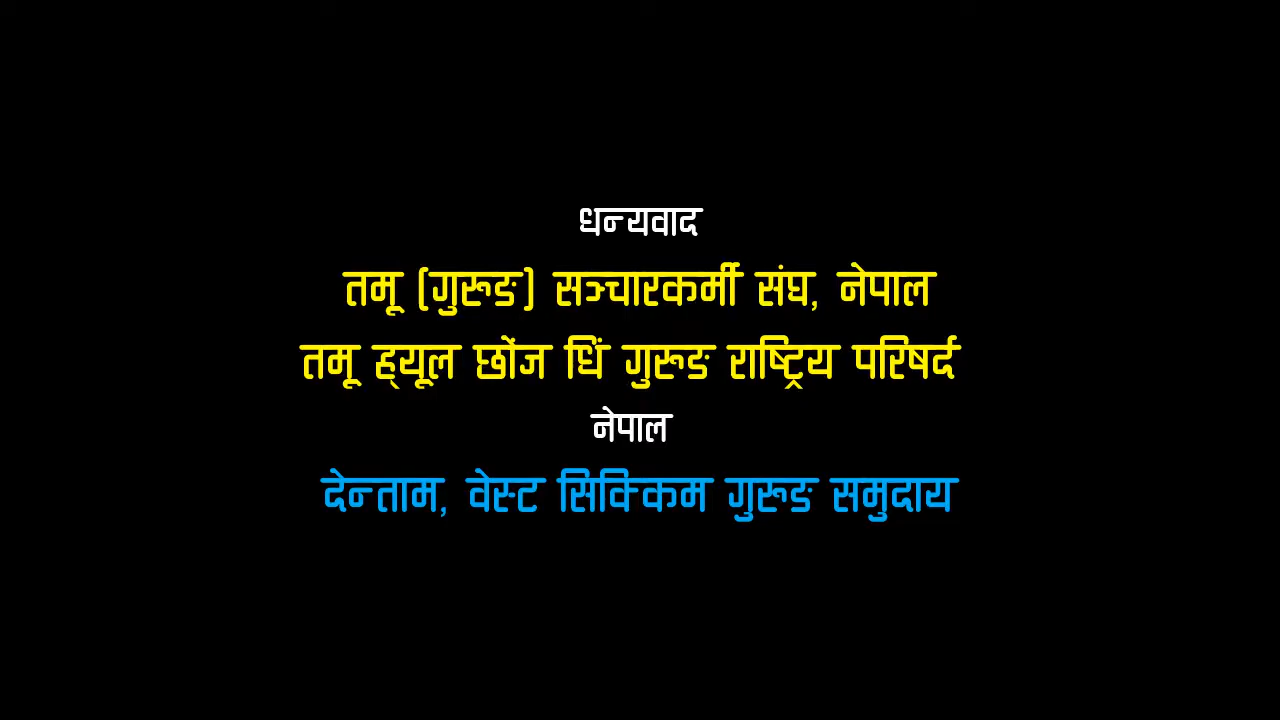 धन्यवाद
तमू (गुरुङ) सञ्चारकर्मी संघ, नेपाल
तमू ह्यूल छोंज धिं गुरुङ राष्ट्रिय परिषर्द
नेपाल
देन्ताम, वेस्ट सिक्किम गुरुङ समुदाय